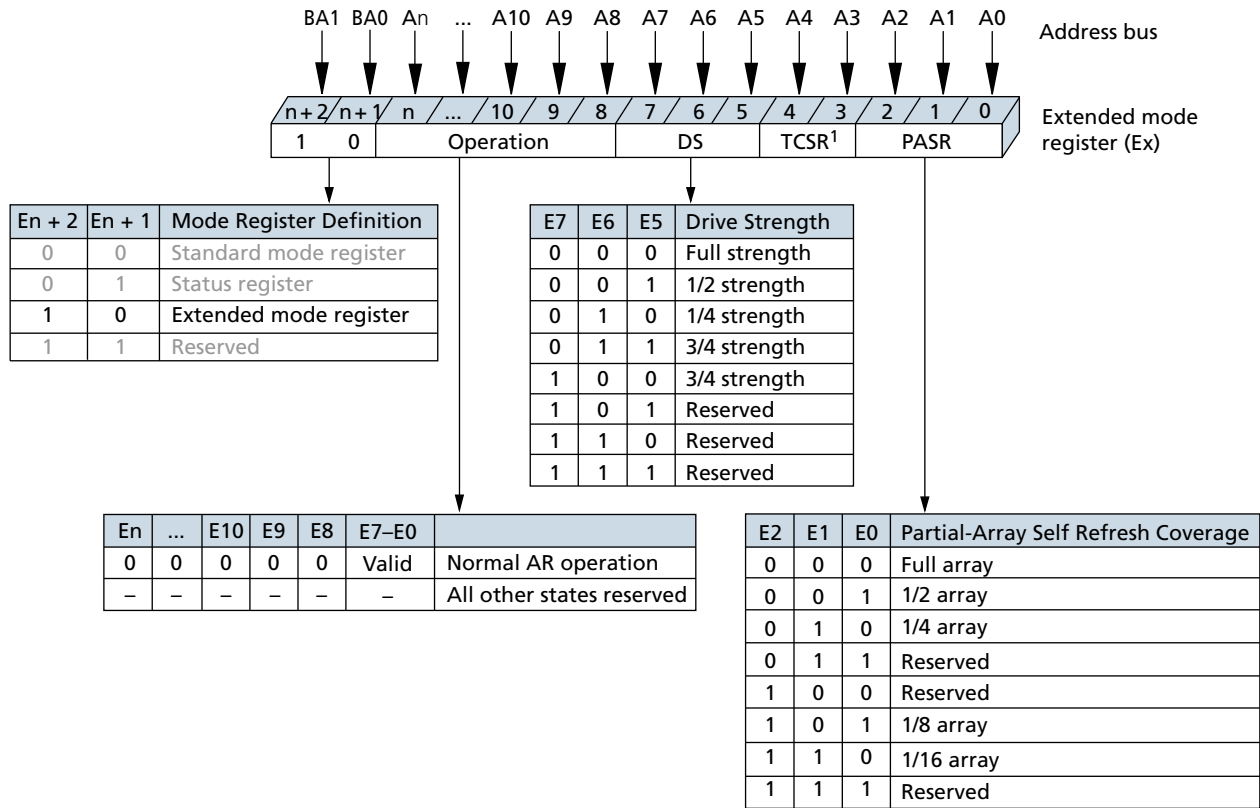 BA1 BA0 An ... A10 A9 A8 A7 A6 A5 A4 A3 A2 A1 A0
Address bus
n + 2 n + 1 n ... 10 9 8 7 6 5 4 3 2 1 0
1 0 Operation DS TCSR1 PASR
Extended mode
register (Ex)
En + 2 En + 1 Mode Register Definition
0 0 Standard mode register
0 1 Status register
1 0 Extended mode register
1 1 Reserved
E7 E6 E5 Drive Strength
0 0 0 Full strength
0 0 1 1/2 strength
0 1 0 1/4 strength
0 1 1 3/4 strength
1 0 0 3/4 strength
1 0 1 Reserved
1 1 0 Reserved
1 1 1 Reserved
En ... E10 E9 E8 E7–E0
0 0 0 0 0 Valid Normal AR operation
– – – – – – All other states reserved
E2 E1 E0 Partial-Array Self Refresh Coverage
0 0 0 Full array
0 0 1 1/2 array
0 1 0 1/4 array
0 1 1 Reserved
1 0 0 Reserved
1 0 1 1/8 array
1 1 0 1/16 array
1 1 1 Reserved